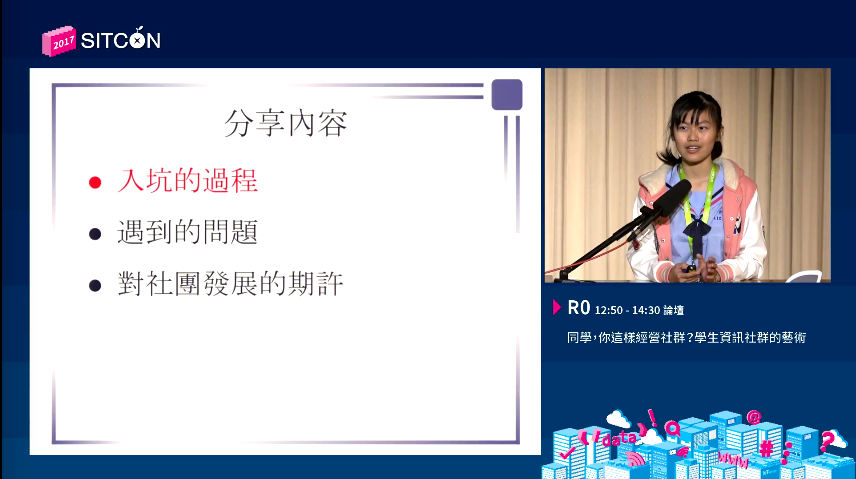 2017 SITCON
分享內容
入坑的過程
遇到的問題
對社團發展的期許
R0 12:50 - 14:30 論壇
同學，你這樣經營社群？學生資訊社群的藝術
data ! @
www # ?